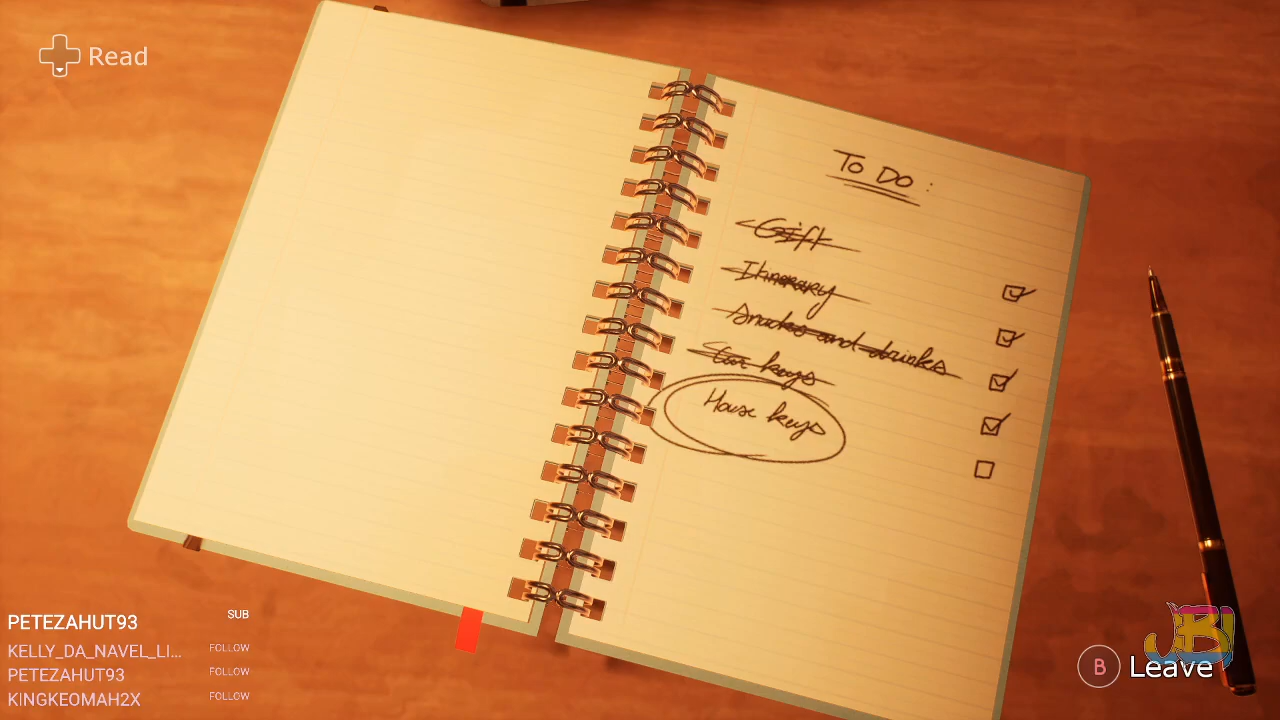 Read
To Do :
Gift
Itinerary
Snacks and drinks
Car keys
House keys
PETEZAHUT93 SUB
KELLY_DA_NAVEL_LI... FOLLOW
PETEZAHUT93 FOLLOW
KINGKEOMAH2X FOLLOW
JBI
B Leave